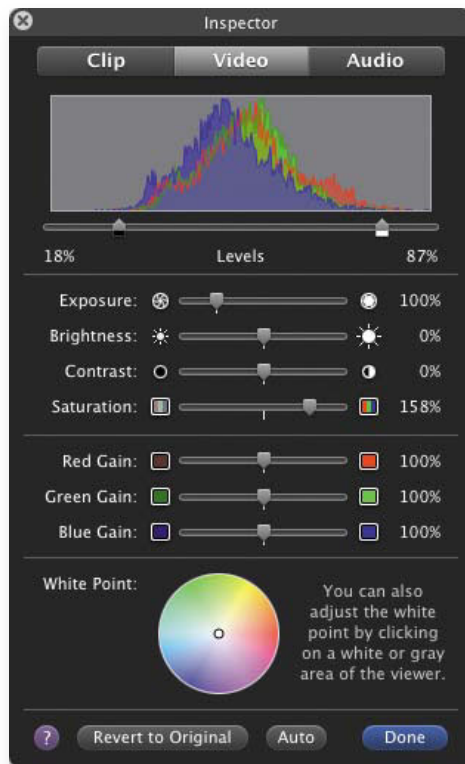 Inspector
Clip Video Audio
18% Levels 87%
Exposure: 100%
Brightness: 0%
Contrast: 0%
Saturation: 158%
Red Gain: 100%
Green Gain: 100%
Blue Gain: 100%
White Point:
You can also
adjust the white
point by clicking
on a white or gray
area of the viewer.
? Revert to Original Auto Done